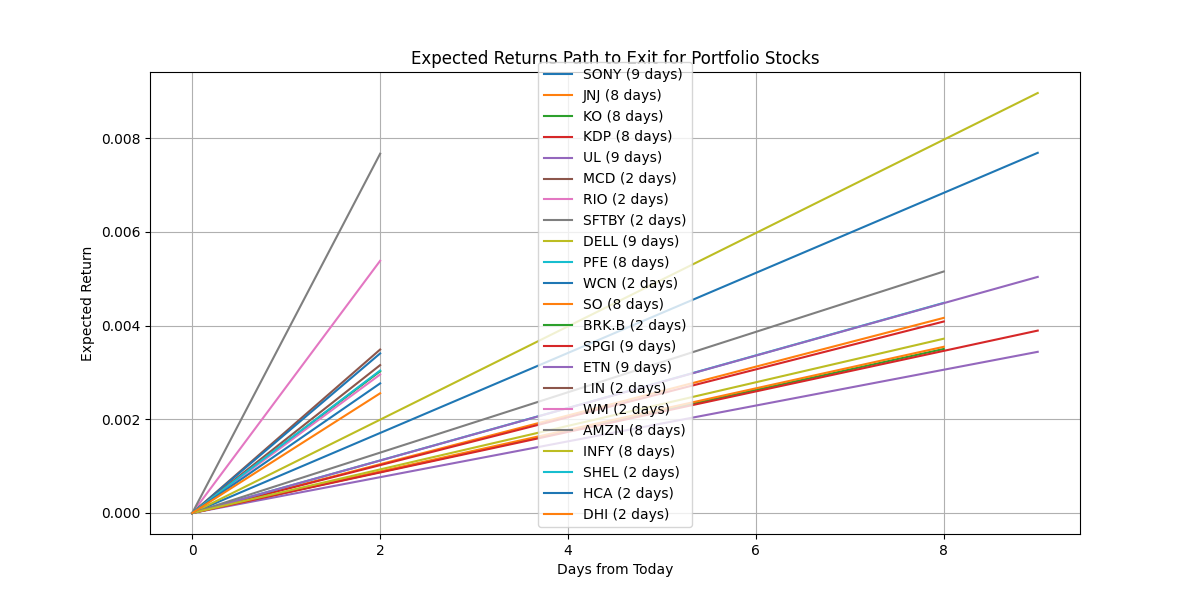 Expected Returns Path to Exit for Portfolio Stocks
SONY (9 days)
JNJ (8 days)
KO (8 days)
KDP (8 days)
UL (9 days)
MCD (2 days)
RIO (2 days)
SFTBY (2 days)
DELL (9 days)
PFE (8 days)
WCN (2 days)
SO (8 days)
BRK.B (2 days)
SPGI (9 days)
ETN (9 days)
LIN (2 days)
WM (2 days)
AMZN (8 days)
INFY (8 days)
SHEL (2 days)
HCA (2 days)
DHI (2 days)
0.008
0.006
0.004
0.002
0.000
Expected Return
0 2 4 6 8
Days from Today